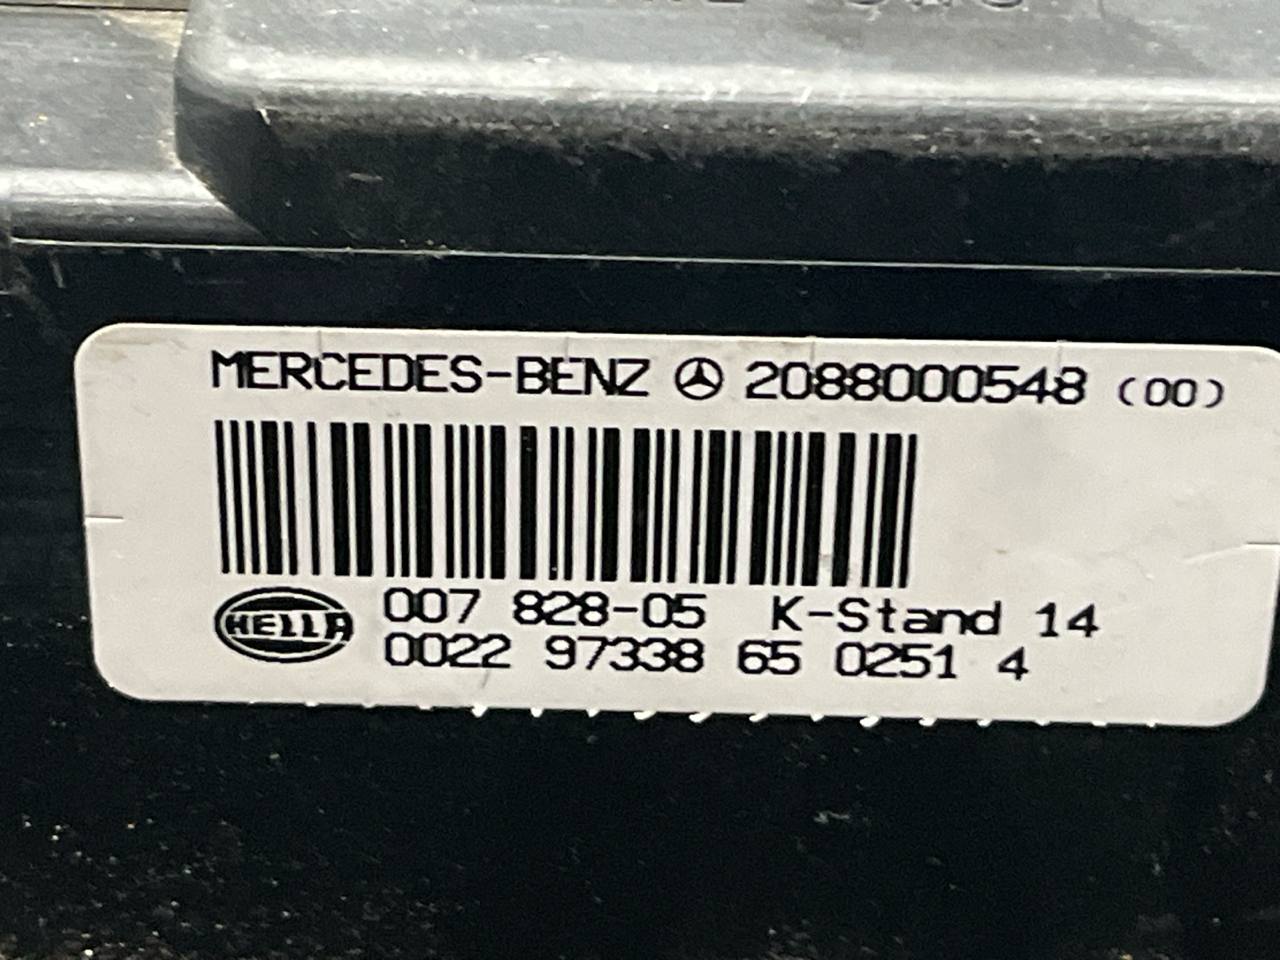 MERCEDES-BENZ 2088000548 (00)
HELLA
007 828-05 K-Stand 14
0022 97338 65 0251 4